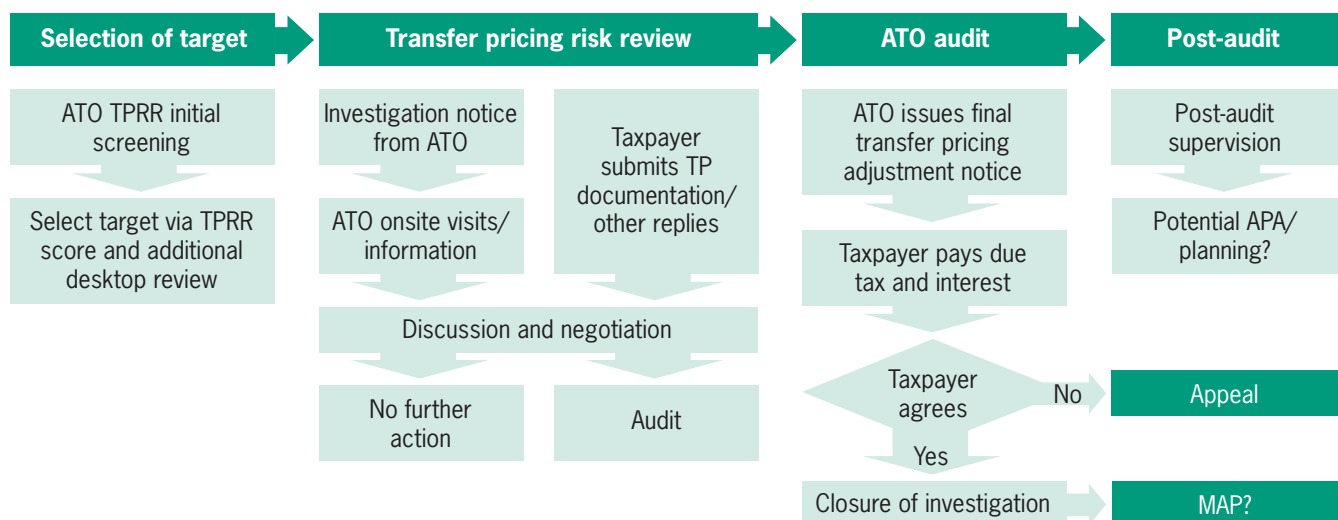 Selection of target
Transfer pricing risk review
ATO audit
Post-audit
ATO TPRR initial
screening
Select target via TPRR
score and additional
desktop review
Investigation notice
from ATO
ATO onsite visits/
information
Taxpayer
submits TP
documentation/
other replies
Discussion and negotiation
No further
action
Audit
ATO issues final
transfer pricing
adjustment notice
Taxpayer pays due
tax and interest
Taxpayer
agrees
No
Appeal
Yes
Closure of investigation
MAP?
Post-audit
supervision
Potential APA/
planning?